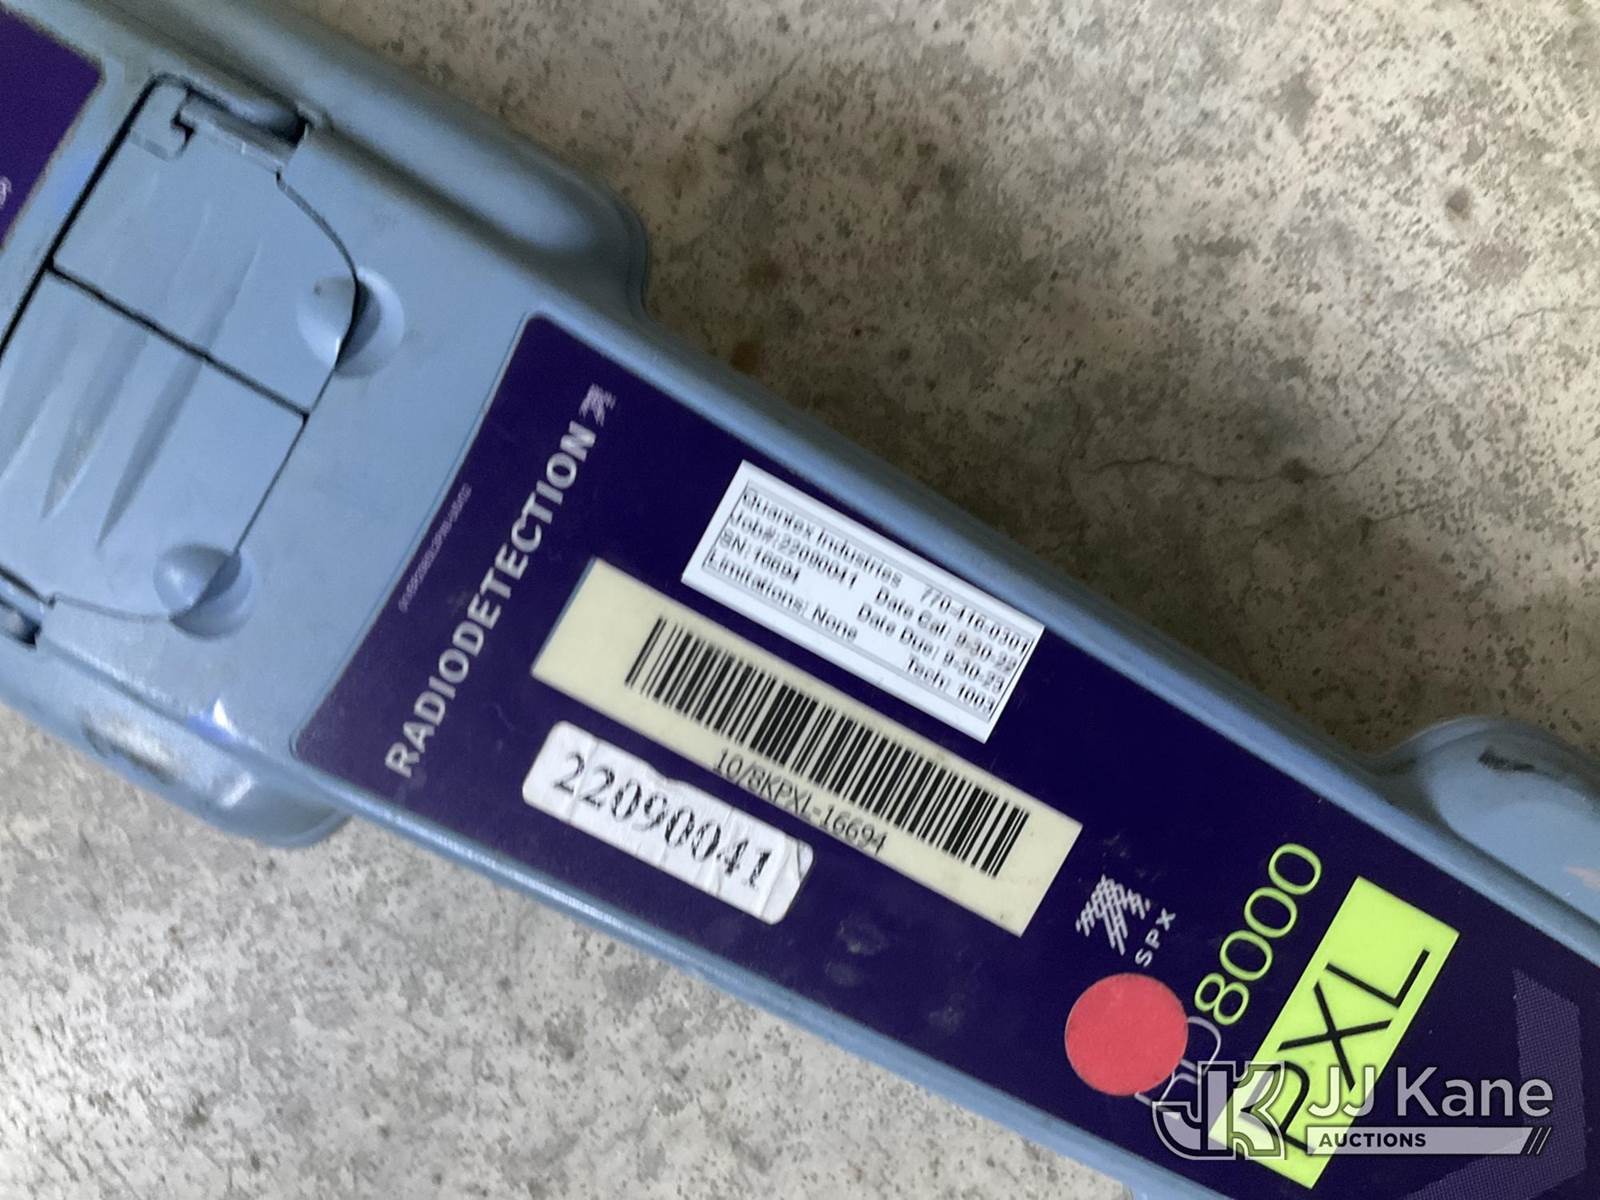 RADIODETECTION
Quantex Industries 770-416-0301
Job#: 22090041 Date Cal: 9-30-22
SN: 16694 Date Due: 9-30-23
Limitations: None Tech: 1003
10/8KPXL-16694
22090041
SPX
8000
PXL
JJ Kane
AUCTIONS